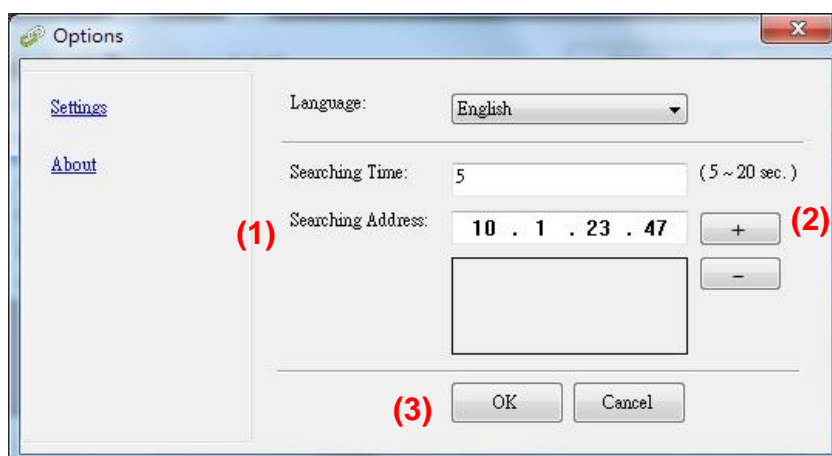 Options
Settings
About
Language:
English
Searching Time:
5
( 5 ~ 20 sec. )
(1)
Searching Address:
10 . 1 . 23 . 47
+
(2)
-
(3)
OK
Cancel